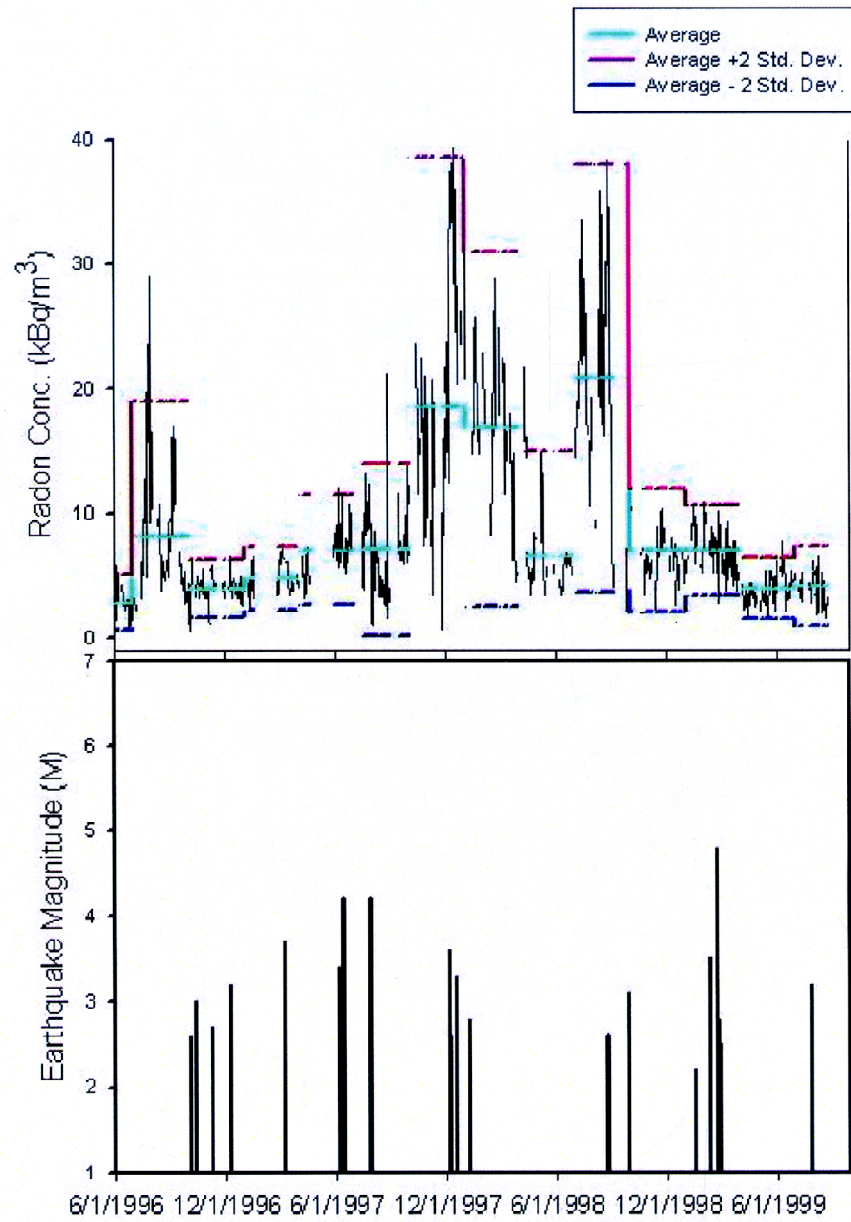 Average
Average +2 Std. Dev.
Average - 2 Std. Dev.
Radon Conc. (kBq/m³)
40
30
20
10
0
Earthquake Magnitude (M)
7
6
5
4
3
2
1
6/1/1996 12/1/1996 6/1/1997 12/1/1997 6/1/1998 12/1/1998 6/1/1999